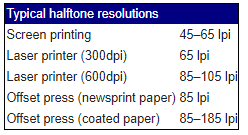 Typical halftone resolutions
Screen printing 45–65 lpi
Laser printer (300dpi) 65 lpi
Laser printer (600dpi) 85–105 lpi
Offset press (newsprint paper) 85 lpi
Offset press (coated paper) 85–185 lpi